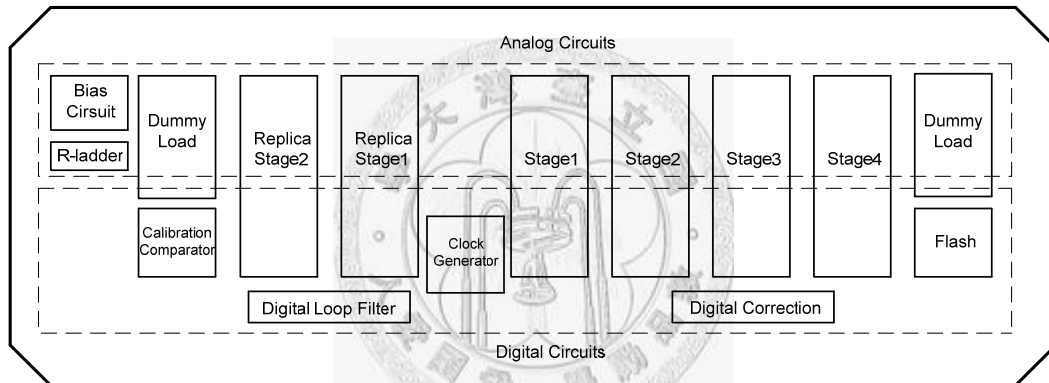 Analog Circuits
Bias
Cirsuit
R-ladder
Dummy
Load
Replica
Stage2
Replica
Stage1
Stage1
Stage2
Stage3
Stage4
Dummy
Load
Calibration
Comparator
Clock
Generator
Flash
Digital Loop Filter
Digital Correction
Digital Circuits